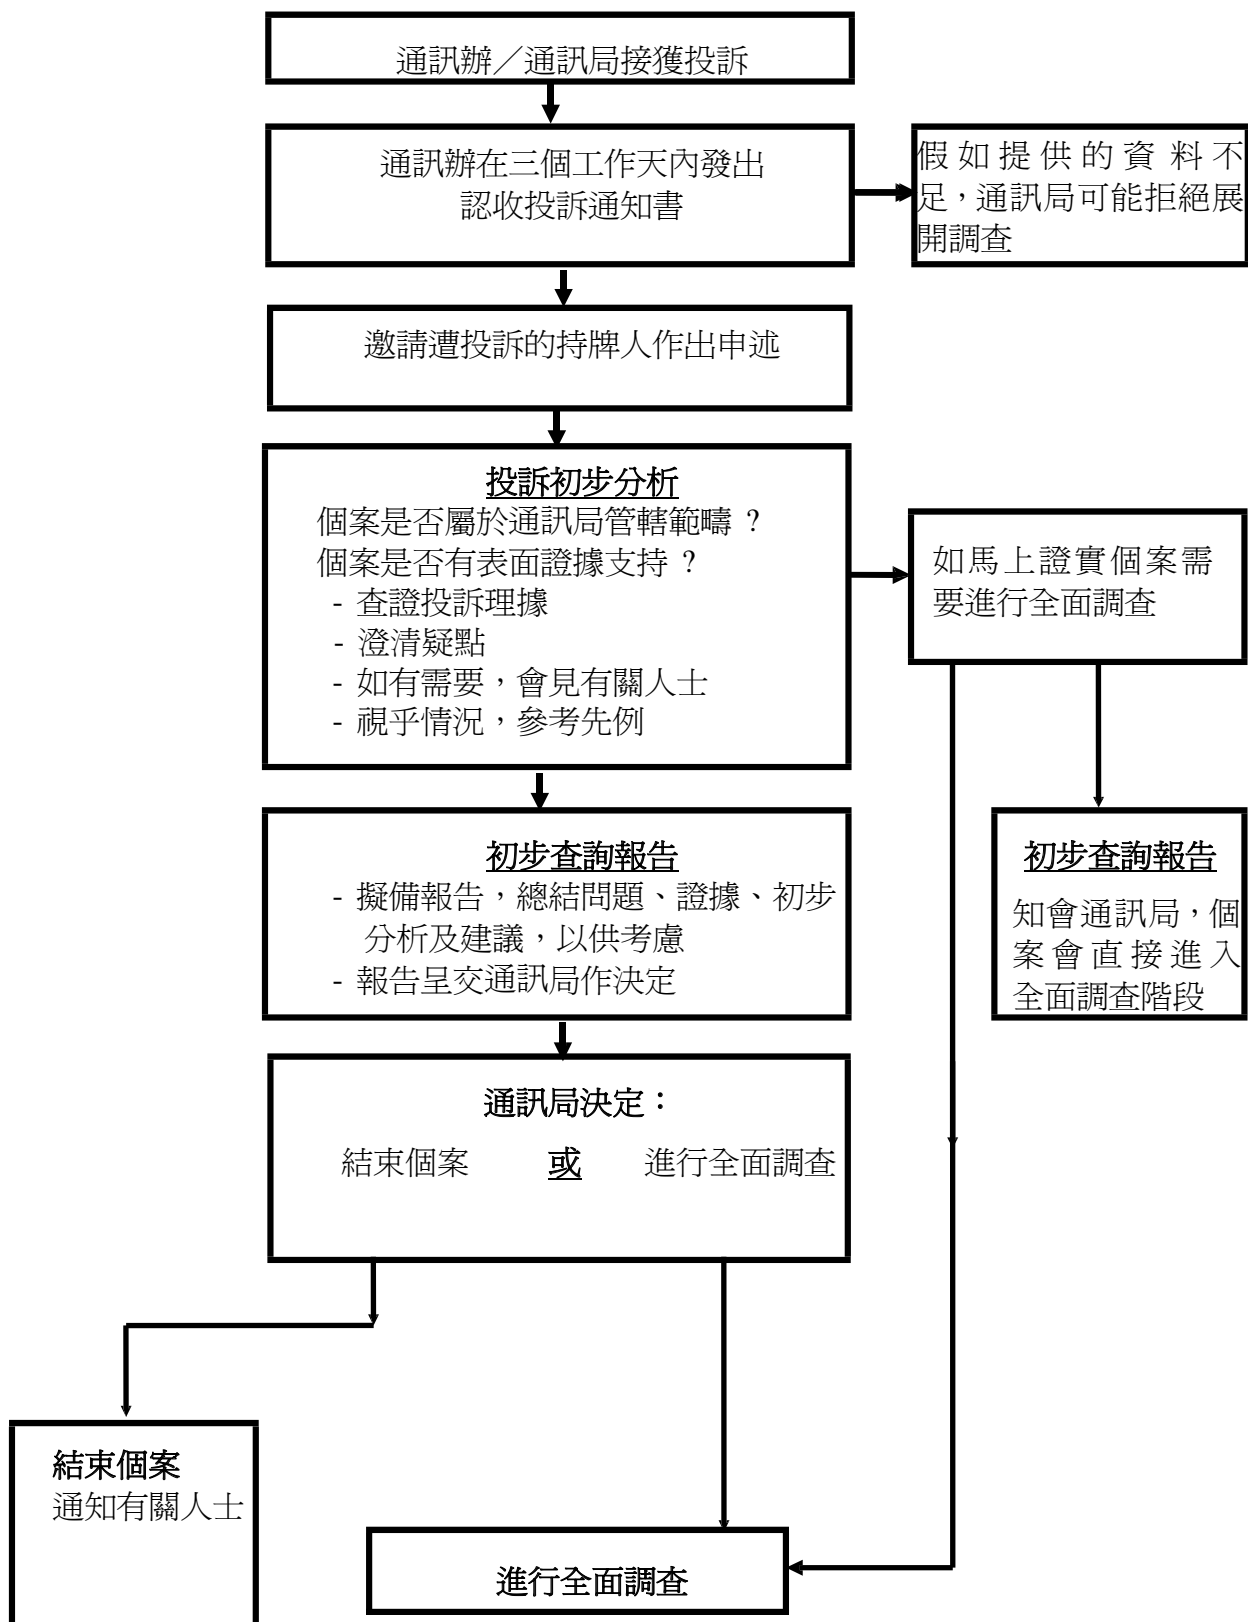 通訊辦／通訊局接獲投訴
通訊辦在三個工作天內發出
認收投訴通知書
假如提供的資料不
足，通訊局可能拒絕展
開調查
邀請遭投訴的持牌人作出申述
投訴初步分析
個案是否屬於通訊局管轄範疇？
個案是否有表面證據支持？
- 查證投訴理據
- 澄清疑點
- 如有需要，會見有關人士
- 視乎情況，參考先例
如馬上證實個案需
要進行全面調查
初步查詢報告
- 擬備報告，總結問題、證據、初步
分析及建議，以供考慮
- 報告呈交通訊局作決定
初步查詢報告
知會通訊局，個
案會直接進入
全面調查階段
通訊局決定：
結束個案 或 進行全面調查
結束個案
通知有關人士
進行全面調查